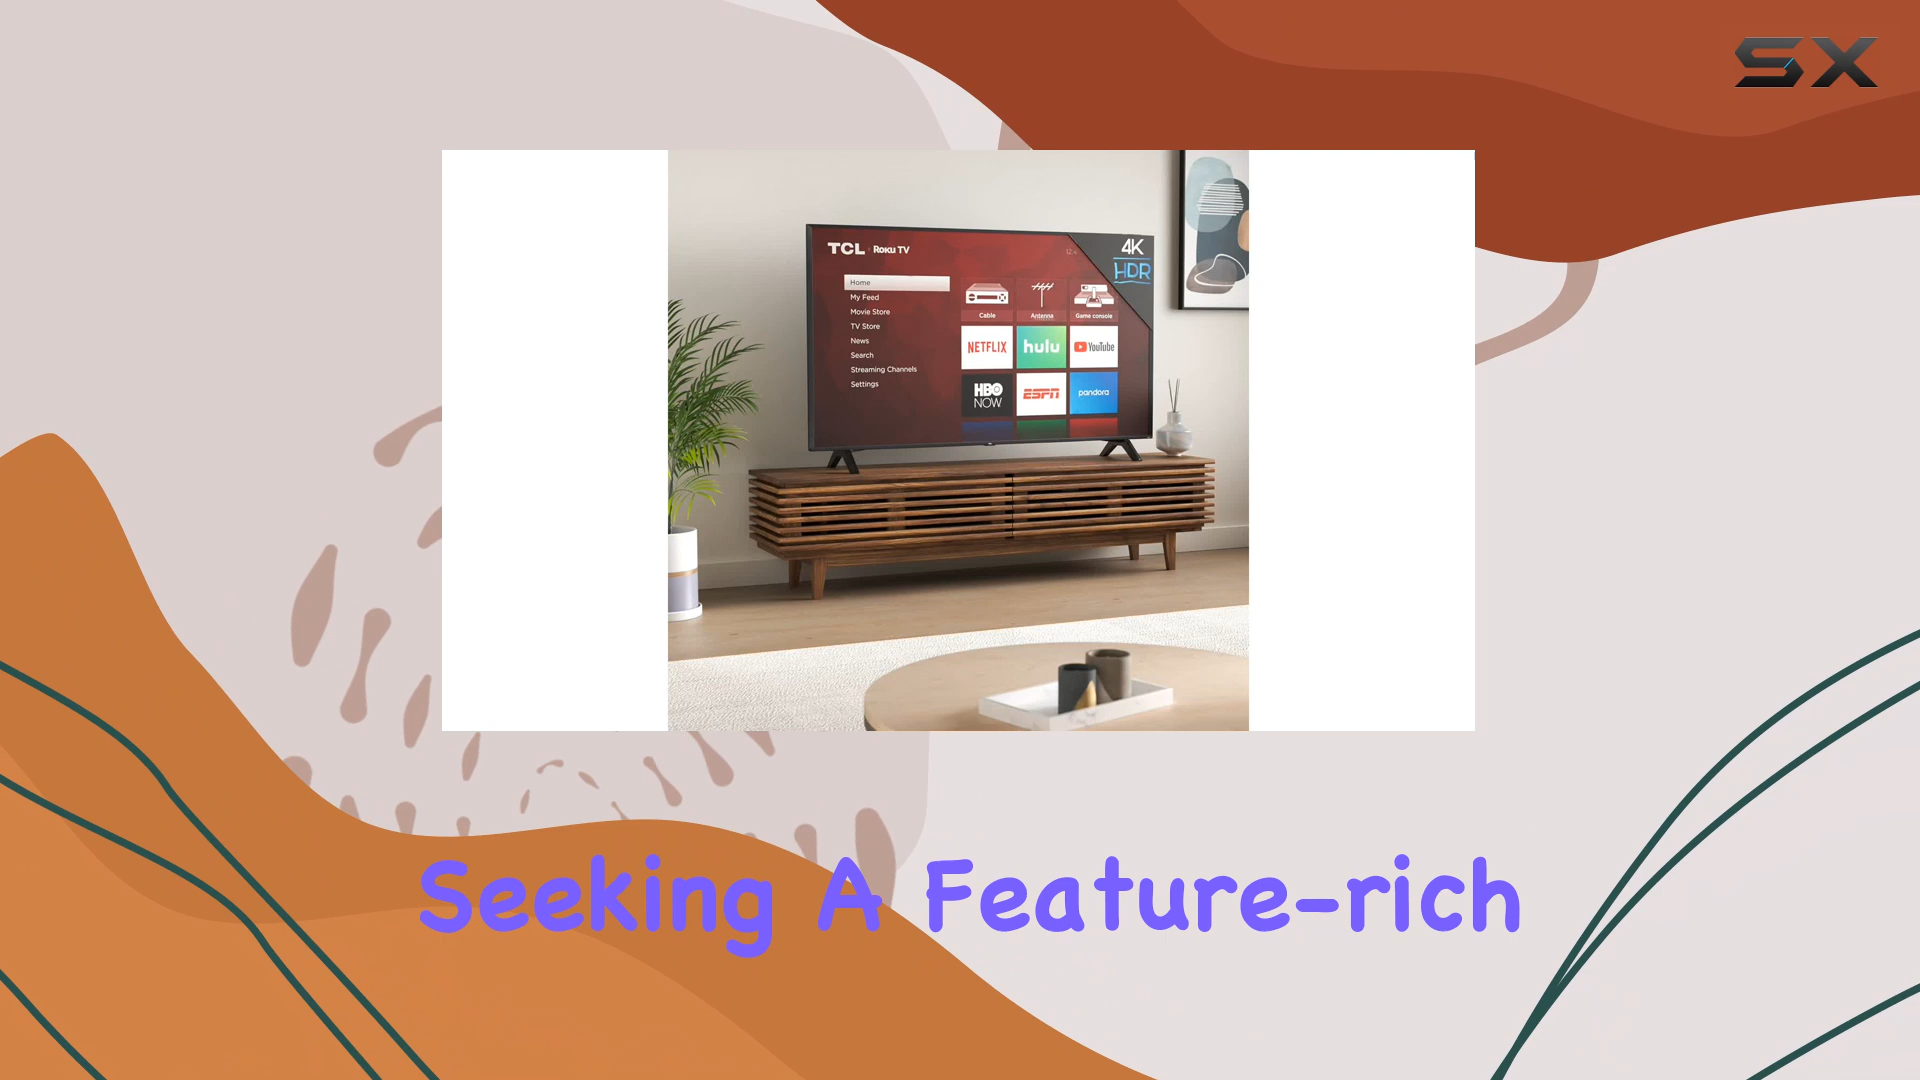 SX
TCL Roku TV
4K
HDR
Home
My Feed
Movie Store
TV Store
News
Search
Streaming Channels
Settings
Cable
Antenna
Game console
NETFLIX
hulu
YouTube
HBO
NOW
ESPN
pandora
Seeking A Feature-rich